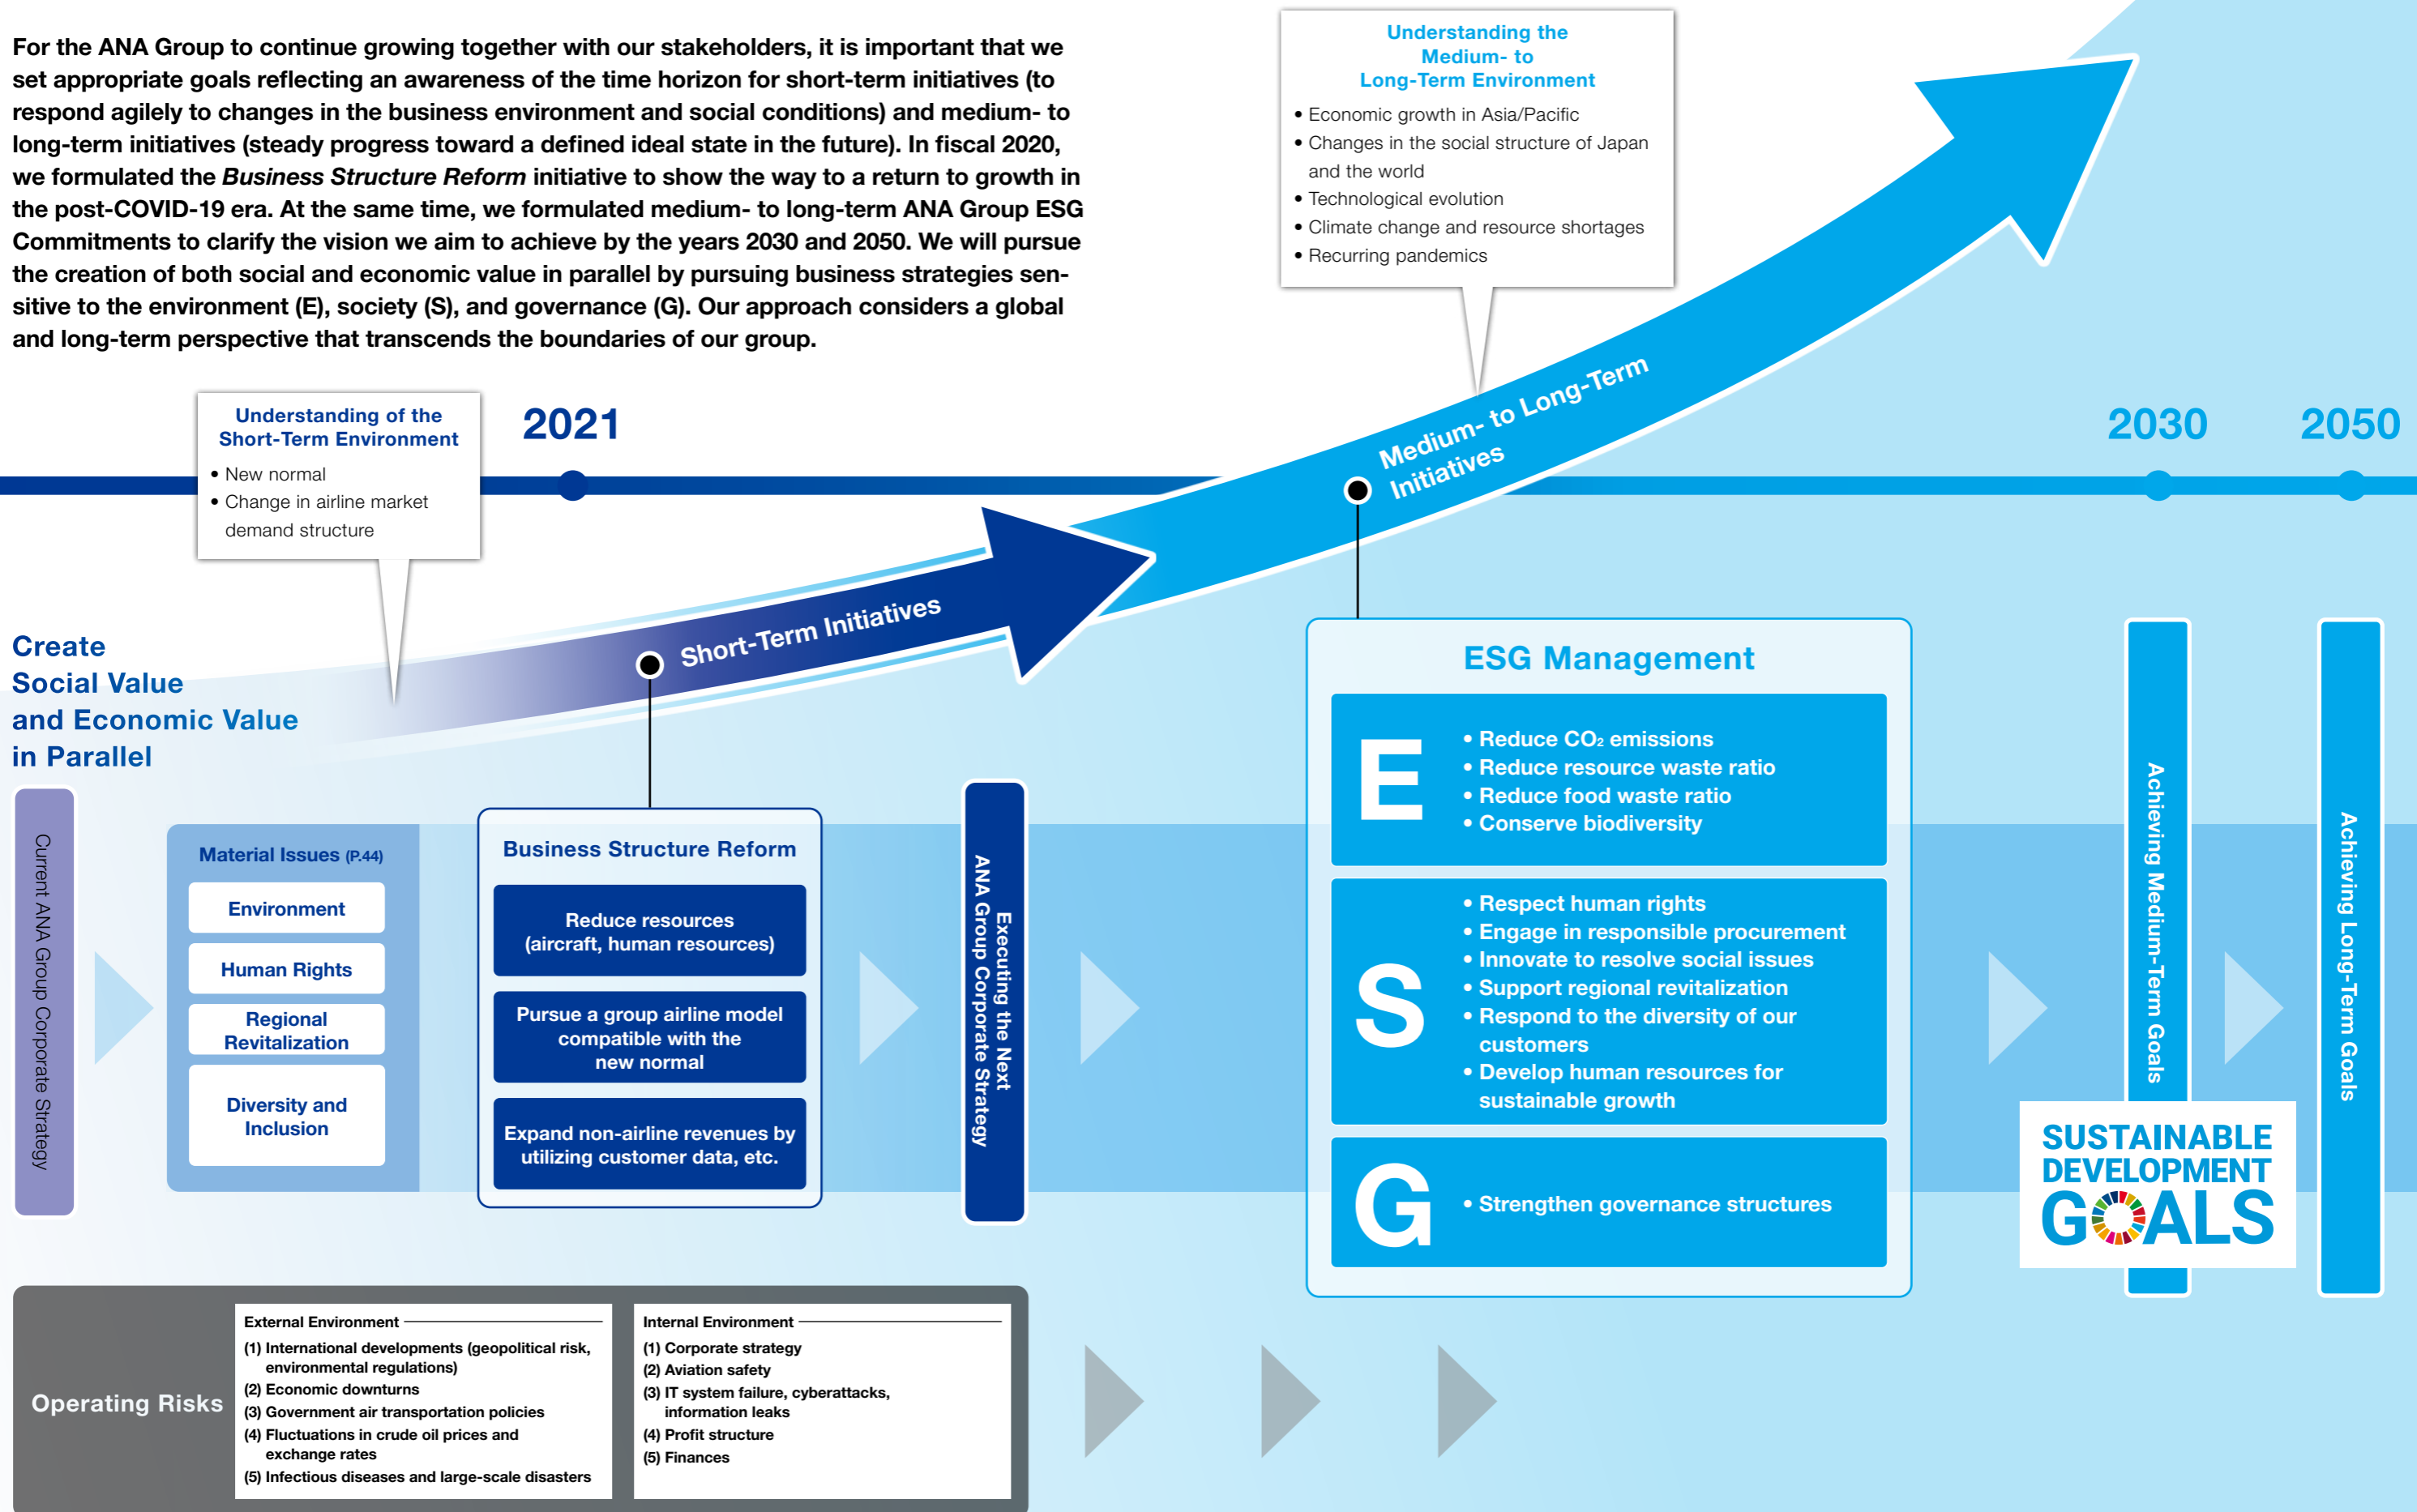 For the ANA Group to continue growing together with our stakeholders, it is important that we
set appropriate goals reflecting an awareness of the time horizon for short-term initiatives (to
respond agilely to changes in the business environment and social conditions) and medium- to
long-term initiatives (steady progress toward a defined ideal state in the future). In fiscal 2020,
we formulated the Business Structure Reform initiative to show the way to a return to growth in
the post-COVID-19 era. At the same time, we formulated medium- to long-term ANA Group ESG
Commitments to clarify the vision we aim to achieve by the years 2030 and 2050. We will pursue
the creation of both social and economic value in parallel by pursuing business strategies sen-
sitive to the environment (E), society (S), and governance (G). Our approach considers a global
and long-term perspective that transcends the boundaries of our group.
Understanding the
Medium- to
Long-Term Environment
• Economic growth in Asia/Pacific
• Changes in the social structure of Japan
and the world
• Technological evolution
• Climate change and resource shortages
• Recurring pandemics
Understanding of the
Short-Term Environment
• New normal
• Change in airline market
demand structure
2021
2030
2050
Medium- to Long-Term
Initiatives
Short-Term Initiatives
Create
Social Value
and Economic Value
in Parallel
Current ANA Group Corporate Strategy
Material Issues (P.44)
Environment
Human Rights
Regional
Revitalization
Diversity and
Inclusion
Business Structure Reform
Reduce resources
(aircraft, human resources)
Pursue a group airline model
compatible with the
new normal
Expand non-airline revenues by
utilizing customer data, etc.
Executing the Next
ANA Group Corporate Strategy
ESG Management
E
• Reduce CO₂ emissions
• Reduce resource waste ratio
• Reduce food waste ratio
• Conserve biodiversity
S
• Respect human rights
• Engage in responsible procurement
• Innovate to resolve social issues
• Support regional revitalization
• Respond to the diversity of our
customers
• Develop human resources for
sustainable growth
G
• Strengthen governance structures
Achieving Medium-Term Goals
Achieving Long-Term Goals
SUSTAINABLE
DEVELOPMENT
GOALS
Operating Risks
External Environment
(1) International developments (geopolitical risk,
environmental regulations)
(2) Economic downturns
(3) Government air transportation policies
(4) Fluctuations in crude oil prices and
exchange rates
(5) Infectious diseases and large-scale disasters
Internal Environment
(1) Corporate strategy
(2) Aviation safety
(3) IT system failure, cyberattacks,
information leaks
(4) Profit structure
(5) Finances